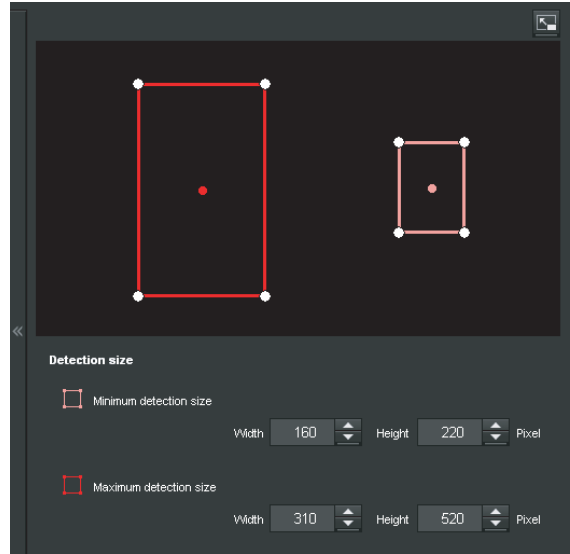 Detection size
Minimum detection size
Width 160 Height 220 Pixel
Maximum detection size
Width 310 Height 520 Pixel